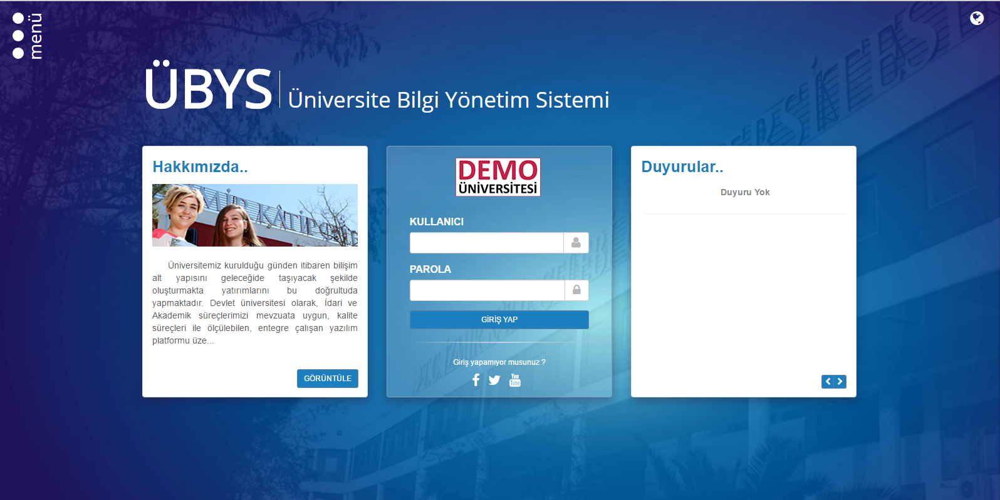 menü
ÜBYS
Üniversite Bilgi Yönetim Sistemi
Hakkımızda..
Üniversitemiz kurulduğu günden itibaren bilişim
alt yapısını geleceğide taşıyacak şekilde
oluşturmakta yatırımlarını bu doğrultuda
yapmaktadır. Devlet üniversitesi olarak, İdari ve
Akademik süreçlerimizi mevzuata uygun, kalite
süreçleri ile ölçülebilen, entegre çalışan yazılım
platformu üze...
GÖRÜNTÜLE
DEMO
ÜNİVERSİTESİ
KULLANICI
PAROLA
GİRİŞ YAP
Giriş yapamıyor musunuz ?
You
Tube
Duyurular..
Duyuru Yok